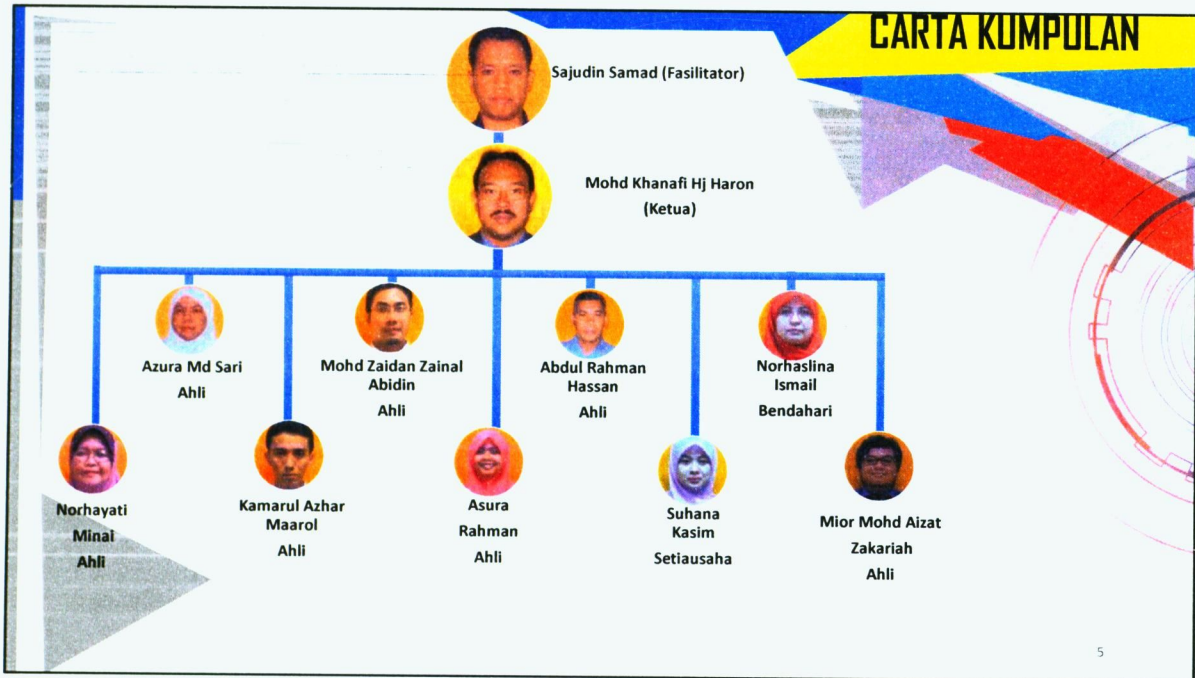 CARTA KUMPULAN
Sajudin Samad (Fasilitator)
Mohd Khanafi Hj Haron
(Ketua)
Azura Md Sari
Ahli
Mohd Zaidan Zainal
Abidin
Ahli
Abdul Rahman
Hassan
Ahli
Norhaslina
Ismail
Bendahari
Norhayati
Minai
Ahli
Kamarul Azhar
Maarol
Ahli
Asura
Rahman
Ahli
Suhana
Kasim
Setiausaha
Mior Mohd Aizat
Zakariah
Ahli
5